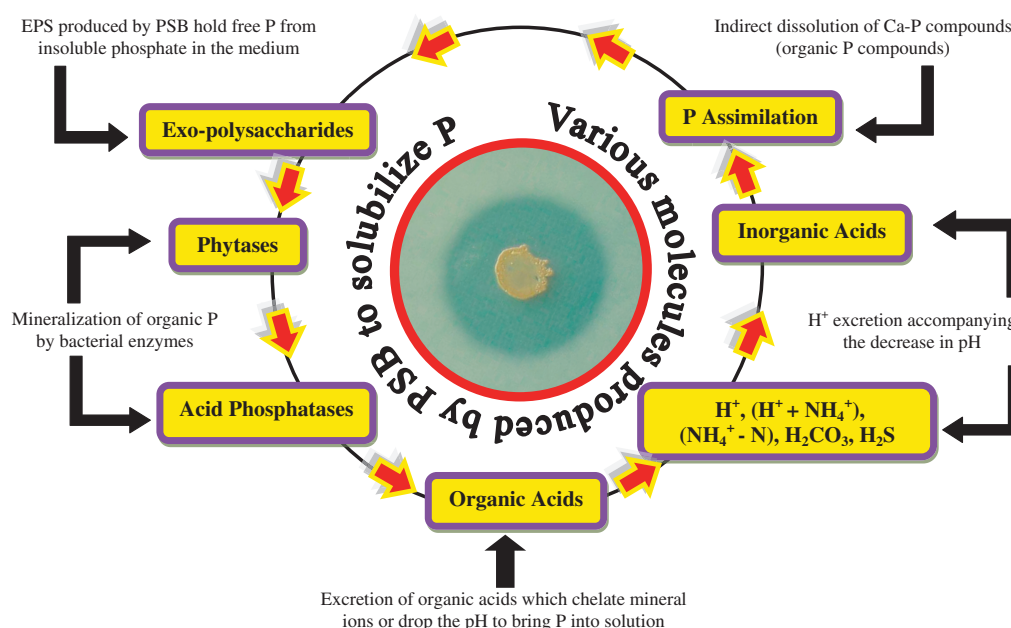 EPS produced by PSB hold free P from
insoluble phosphate in the medium
Indirect dissolution of Ca-P compounds
(organic P compounds)
Exo-polysaccharides
P Assimilation
Various molecules produced by PSB to solubilize P
Phytases
Inorganic Acids
Mineralization of organic P
by bacterial enzymes
H⁺ excretion accompanying
the decrease in pH
Acid Phosphatases
H⁺, (H⁺ + NH₄⁺),
(NH₄⁺ - N), H₂CO₃, H₂S
Organic Acids
Excretion of organic acids which chelate mineral
ions or drop the pH to bring P into solution